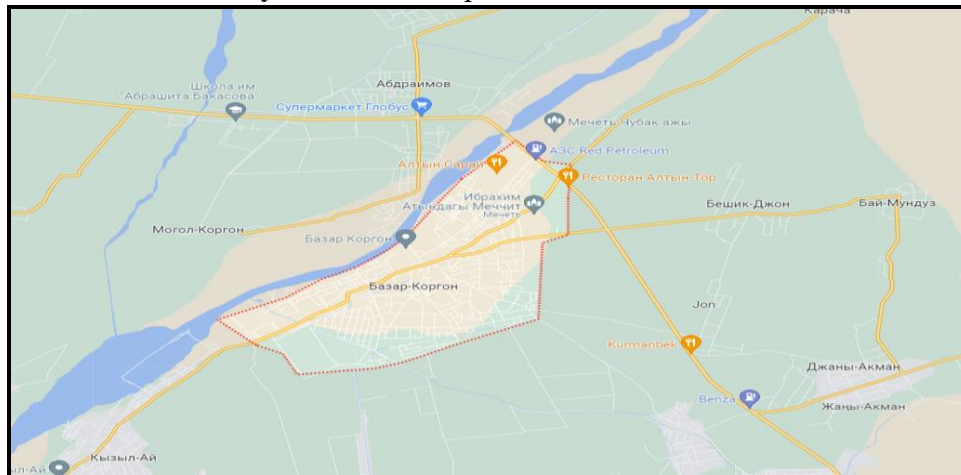 Карача
Абдраимов
Школа им
"Абрашита Бакасова"
Супермаркет Глобус
Мечеть Чубак ажы
АЗС Red Petroleum
Алтын Сарай
Ресторан Алтын-Тор
Ибрахим
Атындагы Меччит
Мечеть
Бешик-Джон
Бай-Мундуз
Могол-Коргон
Базар Коргон
Базар-Коргон
Jon
Kurmanbek
Джаны-Акман
Benza
Жаңы-Акман
Кызыл-Ай